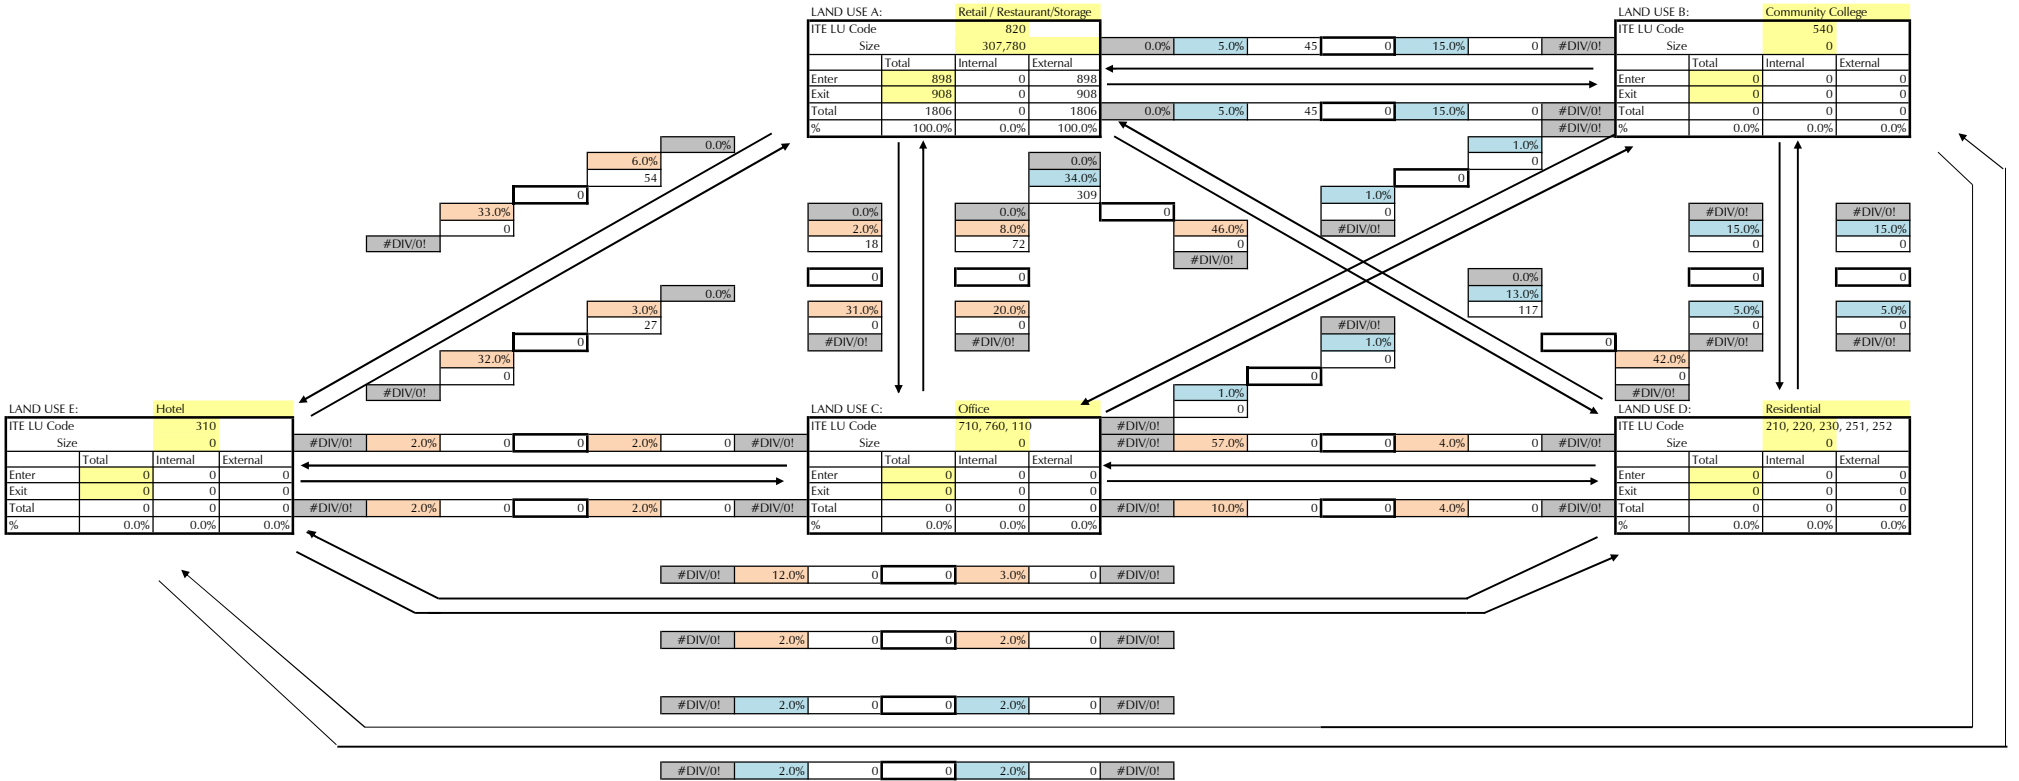 LAND USE A: Retail / Restaurant/Storage LAND USE B: Community College
ITE LU Code 820 ITE LU Code 540
Size 307,780 0.0% 5.0% 45 0 15.0% 0 #DIV/0! Size 0
Total Internal External Total Internal External
Enter 898 0 898 Enter 0 0 0
Exit 908 0 908 Exit 0 0 0
Total 1806 0 1806 0.0% 5.0% 45 0 15.0% 0 #DIV/0! Total 0 0 0
% 100.0% 0.0% 100.0% #DIV/0! % 0.0% 0.0% 0.0%
0.0% 1.0%
6.0% 0.0% 0
54 34.0% 0
0 309 1.0%
33.0% 0.0% 0.0% 0 0 #DIV/0! #DIV/0!
0 2.0% 8.0% 46.0% #DIV/0! 15.0% 15.0%
#DIV/0! 18 72 0 0 0
#DIV/0!
0 0 0.0% 0 0
0.0% 13.0%
3.0% 31.0% 20.0% 117 5.0% 5.0%
27 0 0 #DIV/0! 0 0
0 #DIV/0! #DIV/0! 1.0% 0 #DIV/0! #DIV/0!
32.0% 0 42.0%
0 0 0
#DIV/0! 1.0% #DIV/0!
LAND USE E: Hotel LAND USE C: Office 0 LAND USE D: Residential
ITE LU Code 310 ITE LU Code 710, 760, 110 #DIV/0! ITE LU Code 210, 220, 230, 251, 252
Size 0 #DIV/0! 2.0% 0 0 2.0% 0 #DIV/0! Size 0 #DIV/0! 57.0% 0 0 4.0% 0 #DIV/0! Size 0
Total Internal External Total Internal External Total Internal External
Enter 0 0 0 Enter 0 0 0 Enter 0 0 0
Exit 0 0 0 Exit 0 0 0 Exit 0 0 0
Total 0 0 0 #DIV/0! 2.0% 0 0 2.0% 0 #DIV/0! Total 0 0 0 #DIV/0! 10.0% 0 0 4.0% 0 #DIV/0! Total 0 0 0
% 0.0% 0.0% 0.0% % 0.0% 0.0% 0.0% % 0.0% 0.0% 0.0%
#DIV/0! 12.0% 0 0 3.0% 0 #DIV/0!
#DIV/0! 2.0% 0 0 2.0% 0 #DIV/0!
#DIV/0! 2.0% 0 0 2.0% 0 #DIV/0!
#DIV/0! 2.0% 0 0 2.0% 0 #DIV/0!